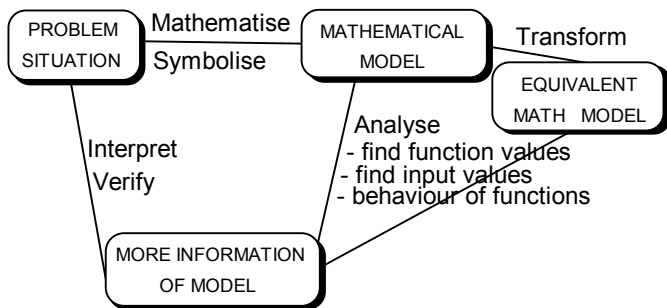 PROBLEM
SITUATION
Mathematise
Symbolise
MATHEMATICAL
MODEL
Transform
EQUIVALENT
MATH MODEL
Analyse
- find function values
- find input values
- behaviour of functions
Interpret
Verify
MORE INFORMATION
OF MODEL